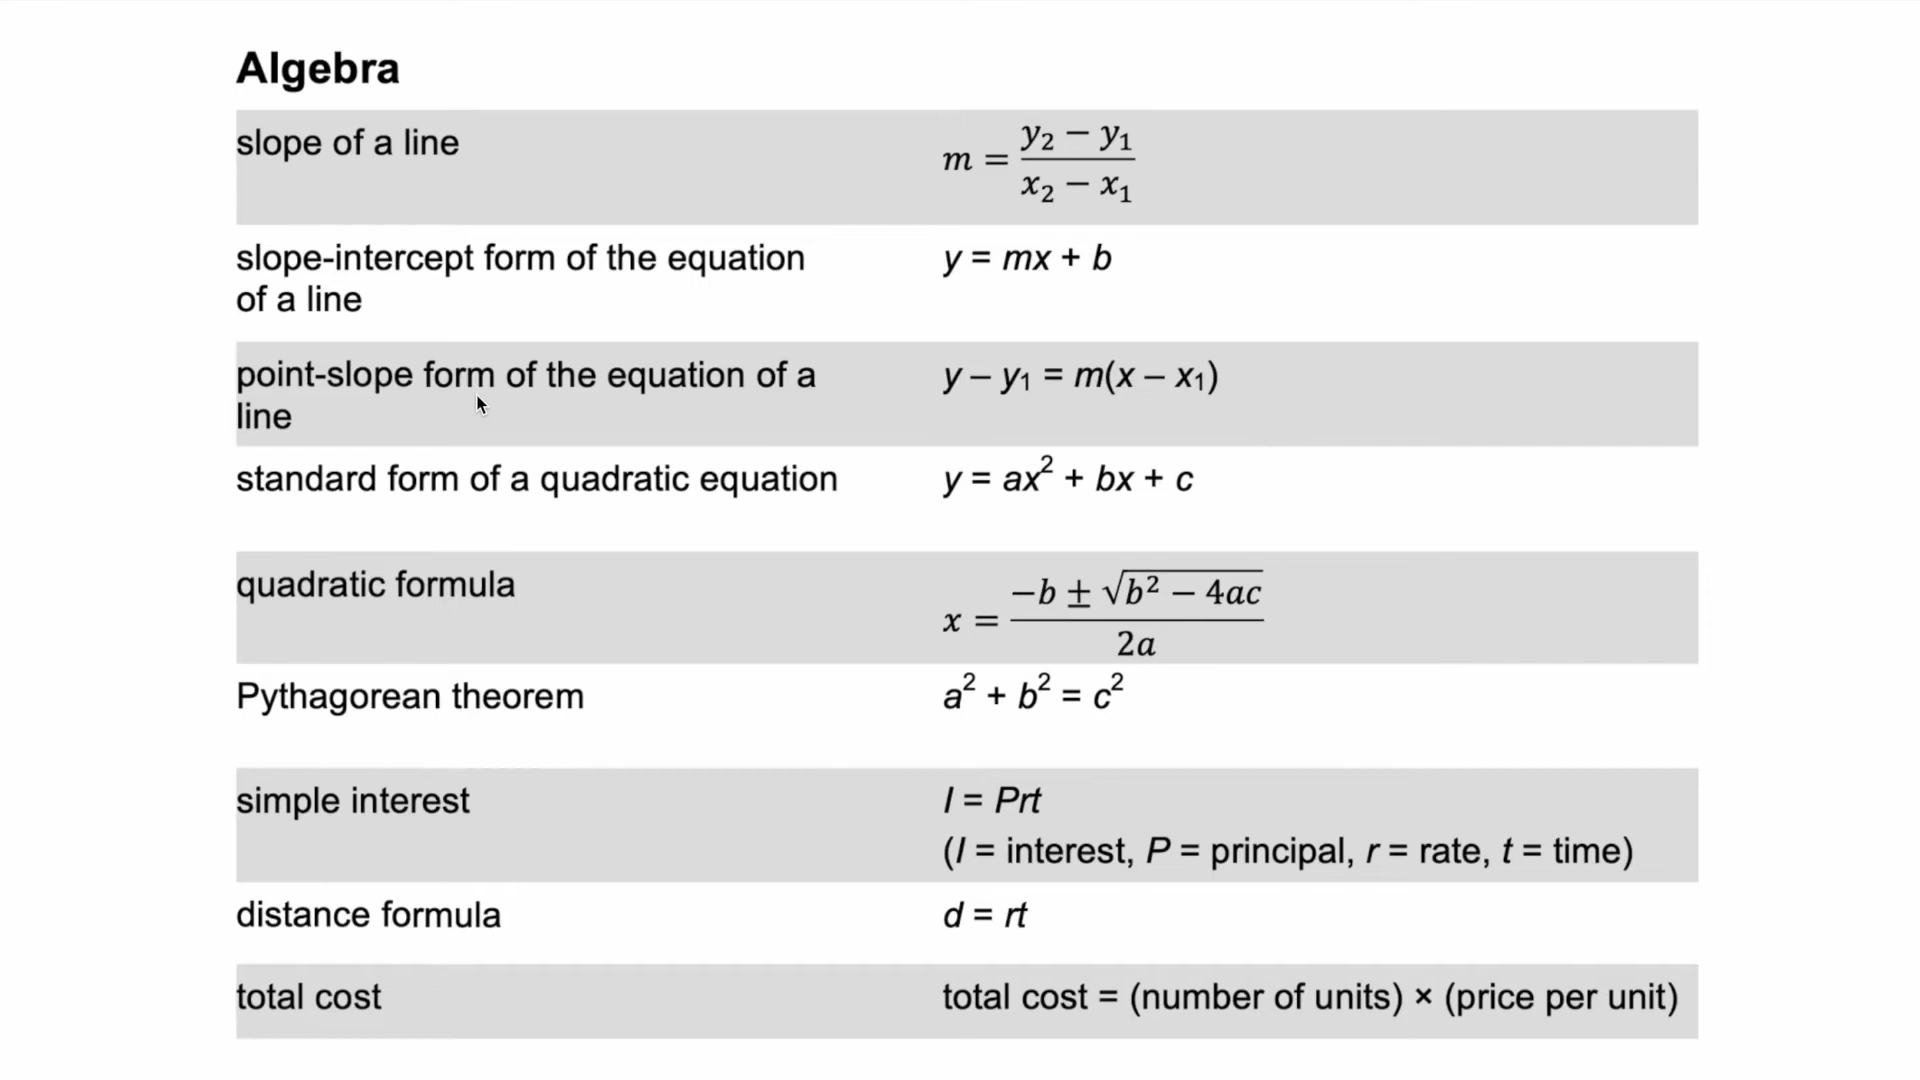 Algebra
slope of a line
m = (y₂ − y₁) / (x₂ − x₁)
slope-intercept form of the equation
of a line
y = mx + b
point-slope form of the equation of a
line
y – y₁ = m(x – x₁)
standard form of a quadratic equation
y = ax² + bx + c
quadratic formula
x = (−b ± √(b² − 4ac)) / 2a
Pythagorean theorem
a² + b² = c²
simple interest
I = Prt
(I = interest, P = principal, r = rate, t = time)
distance formula
d = rt
total cost
total cost = (number of units) × (price per unit)